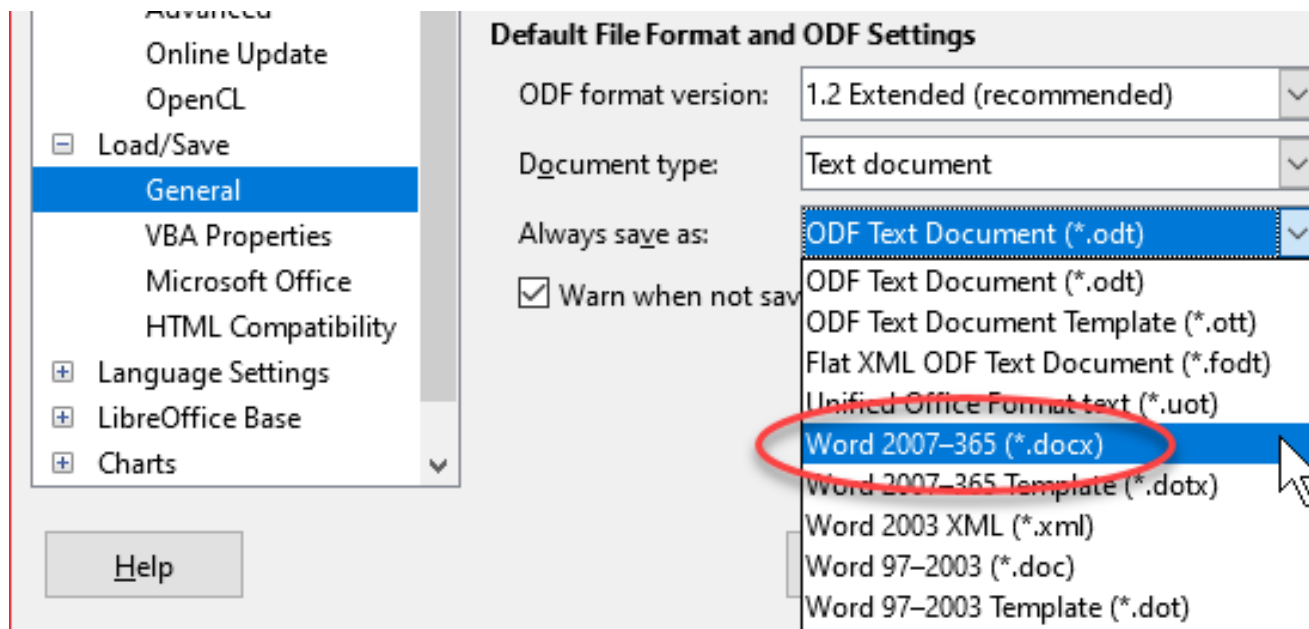 Advanced
Online Update
OpenCL
Load/Save
General
VBA Properties
Microsoft Office
HTML Compatibility
Language Settings
LibreOffice Base
Charts
Help
Default File Format and ODF Settings
ODF format version: 1.2 Extended (recommended)
Document type: Text document
Always save as: ODF Text Document (*.odt)
Warn when not sav
ODF Text Document (*.odt)
ODF Text Document Template (*.ott)
Flat XML ODF Text Document (*.fodt)
Unified Office Format text (*.uot)
Word 2007–365 (*.docx)
Word 2007–365 Template (*.dotx)
Word 2003 XML (*.xml)
Word 97–2003 (*.doc)
Word 97–2003 Template (*.dot)